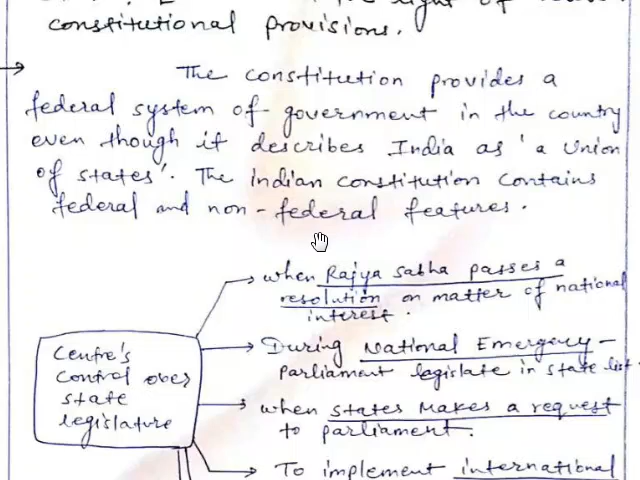 constitutional provisions.
→ The constitution provides a
federal system of government in the country
even though it describes India as 'a Union
of states'. The Indian constitution contains
federal and non-federal features.
Centre's
Control over
state
legislature
→ when Rajya Sabha passes a
resolution on matter of national
interest.
→ During National Emergency –
parliament legislate in state list.
→ when states makes a request
to parliament.
→ To implement international